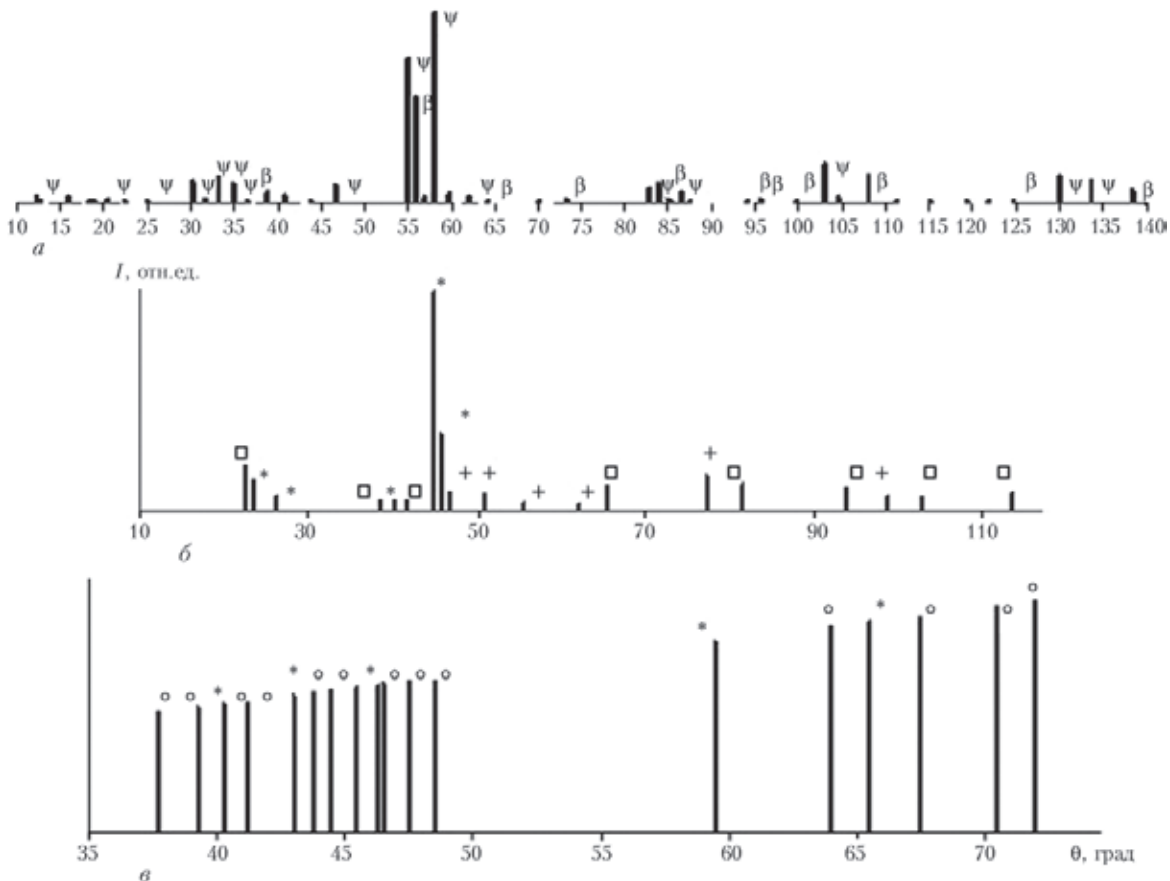 ψ
ψ
β
ψ ψ ψ ψ ψ ψ β ψ ψ β β ψ β ψ β β β ψ β β ψ ψ β
10 15 20 25 30 35 40 45 50 55 60 65 70 75 80 85 90 95 100 105 110 115 120 125 130 135 140
а
I, отн.ед.
*
*
* * * + + + + + +
10 30 50 70 90 110
б
* * * * *
35 40 45 50 55 60 65 70 θ, град
в